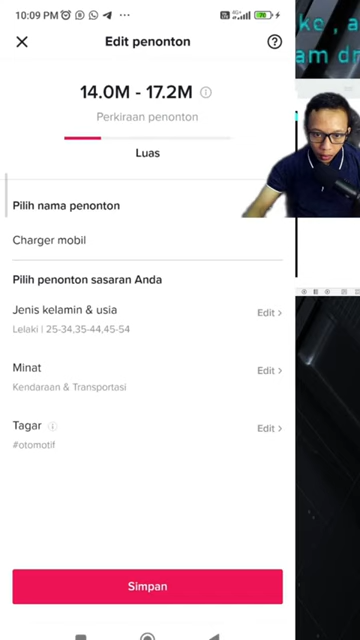 10:09 PM
4G+
70
Edit penonton
14.0M - 17.2M
Perkiraan penonton
Luas
Pilih nama penonton
Charger mobil
Pilih penonton sasaran Anda
Jenis kelamin & usia
Edit >
Lelaki | 25-34,35-44,45-54
Minat
Edit >
Kendaraan & Transportasi
Tagar
Edit >
#otomotif
Simpan